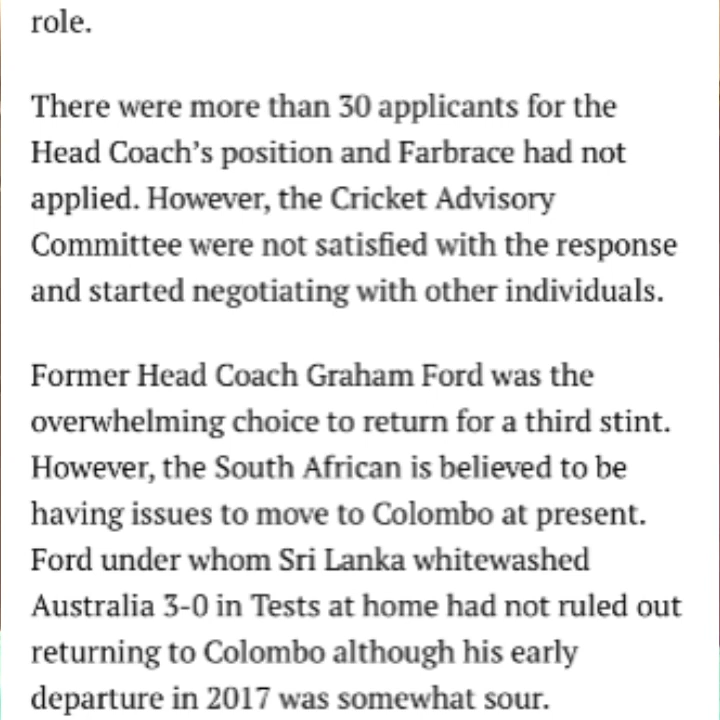 role.
There were more than 30 applicants for the
Head Coach’s position and Farbrace had not
applied. However, the Cricket Advisory
Committee were not satisfied with the response
and started negotiating with other individuals.
Former Head Coach Graham Ford was the
overwhelming choice to return for a third stint.
However, the South African is believed to be
having issues to move to Colombo at present.
Ford under whom Sri Lanka whitewashed
Australia 3-0 in Tests at home had not ruled out
returning to Colombo although his early
departure in 2017 was somewhat sour.